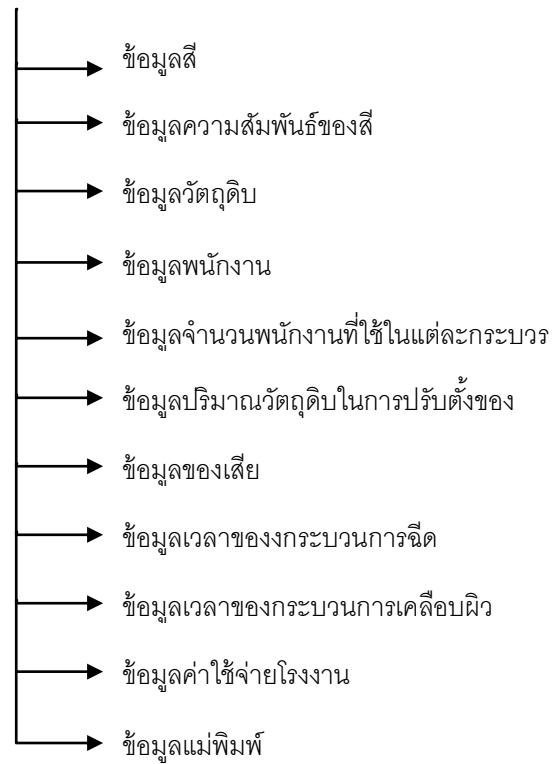 ข้อมูลสี
ข้อมูลความสัมพันธ์ของสี
ข้อมูลวัตถุดิบ
ข้อมูลพนักงาน
ข้อมูลจำนวนพนักงานที่ใช้ในแต่ละกระบวร
ข้อมูลปริมาณวัตถุดิบในการปรับตั้งของ
ข้อมูลของเสีย
ข้อมูลเวลาของงกระบวนการฉีด
ข้อมูลเวลาของกระบวนการเคลือบผิว
ข้อมูลค่าใช้จ่ายโรงงาน
ข้อมูลแม่พิมพ์